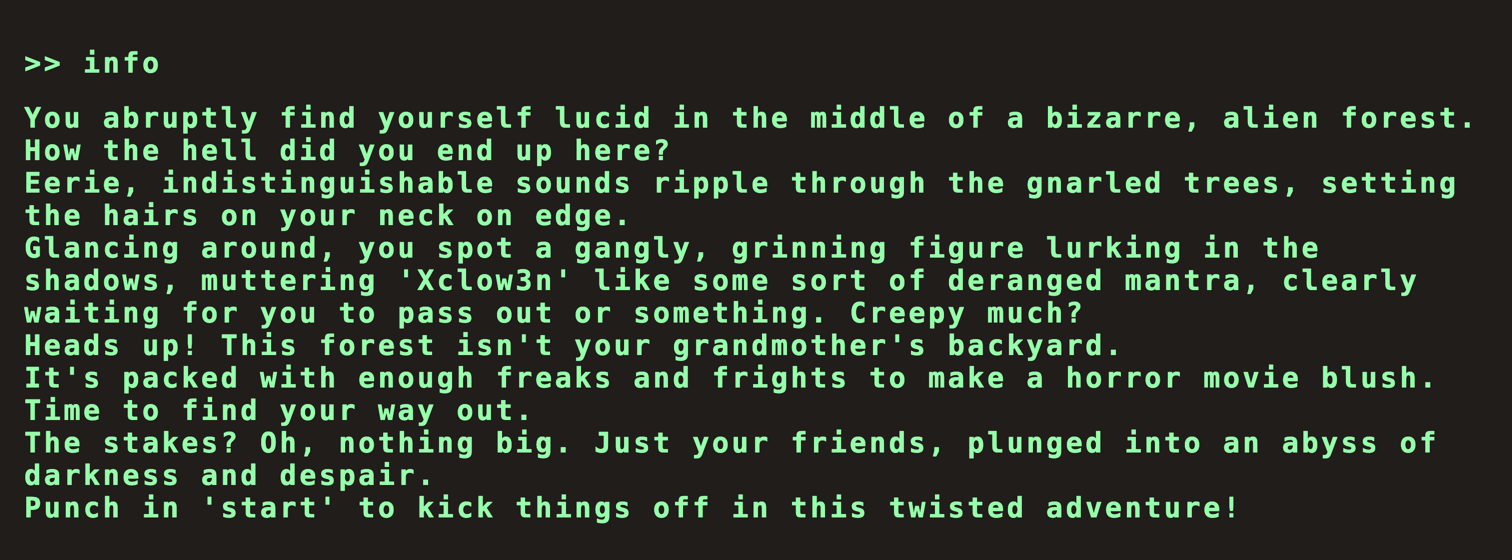 >> info
You abruptly find yourself lucid in the middle of a bizarre, alien forest.
How the hell did you end up here?
Eerie, indistinguishable sounds ripple through the gnarled trees, setting
the hairs on your neck on edge.
Glancing around, you spot a gangly, grinning figure lurking in the
shadows, muttering 'Xclow3n' like some sort of deranged mantra, clearly
waiting for you to pass out or something. Creepy much?
Heads up! This forest isn't your grandmother's backyard.
It's packed with enough freaks and frights to make a horror movie blush.
Time to find your way out.
The stakes? Oh, nothing big. Just your friends, plunged into an abyss of
darkness and despair.
Punch in 'start' to kick things off in this twisted adventure!